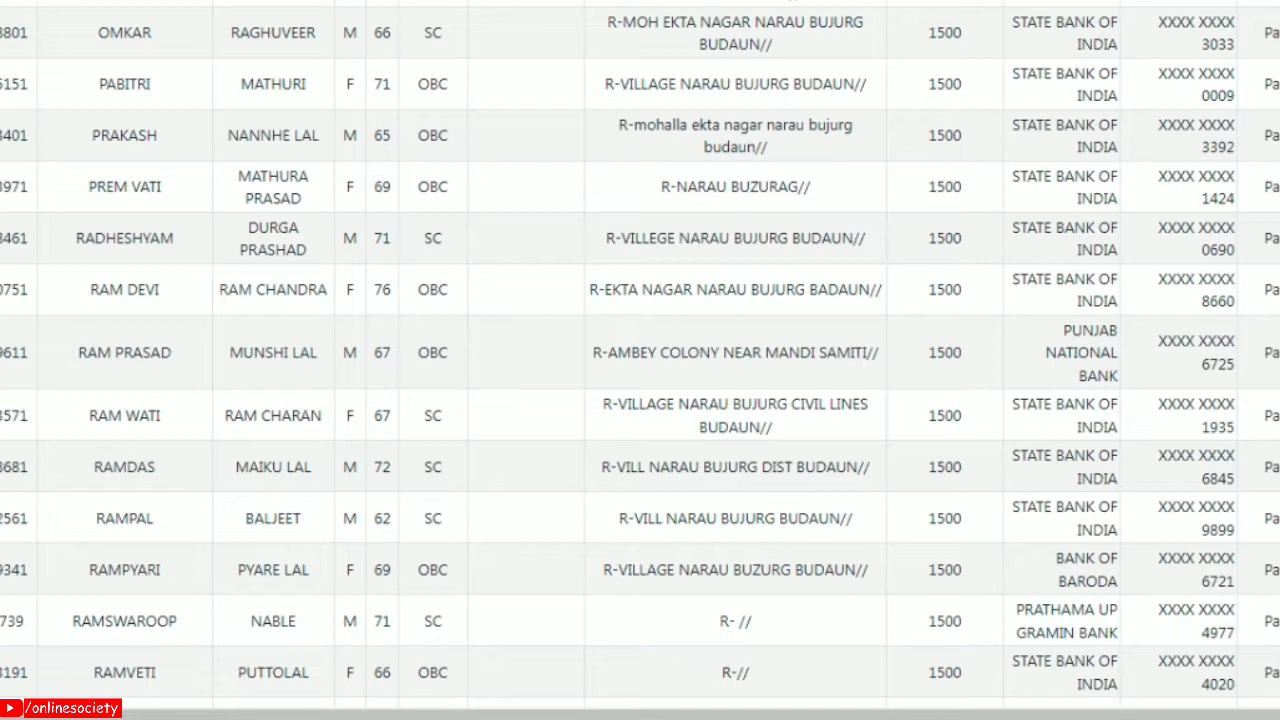 3801 OMKAR RAGHUVEER M 66 SC R-MOH EKTA NAGAR NARAU BUJURG BUDAUN// 1500 STATE BANK OF INDIA XXXX XXXX 3033 Pa
5151 PABITRI MATHURI F 71 OBC R-VILLAGE NARAU BUJURG BUDAUN// 1500 STATE BANK OF INDIA XXXX XXXX 0009 Pa
3401 PRAKASH NANNHE LAL M 65 OBC R-mohalla ekta nagar narau bujurg budaun// 1500 STATE BANK OF INDIA XXXX XXXX 3392 Pa
3971 PREM VATI MATHURA PRASAD F 69 OBC R-NARAU BUZURAG// 1500 STATE BANK OF INDIA XXXX XXXX 1424 Pa
3461 RADHESHYAM DURGA PRASHAD M 71 SC R-VILLEGE NARAU BUJURG BUDAUN// 1500 STATE BANK OF INDIA XXXX XXXX 0690 Pa
0751 RAM DEVI RAM CHANDRA F 76 OBC R-EKTA NAGAR NARAU BUJURG BADAUN// 1500 STATE BANK OF INDIA XXXX XXXX 8660 Pa
9611 RAM PRASAD MUNSHI LAL M 67 OBC R-AMBEY COLONY NEAR MANDI SAMITI// 1500 PUNJAB NATIONAL BANK XXXX XXXX 6725 Pa
3571 RAM WATI RAM CHARAN F 67 SC R-VILLAGE NARAU BUJURG CIVIL LINES BUDAUN// 1500 STATE BANK OF INDIA XXXX XXXX 1935 Pa
3681 RAMDAS MAIKU LAL M 72 SC R-VILL NARAU BUJURG DIST BUDAUN// 1500 STATE BANK OF INDIA XXXX XXXX 6845 Pa
2561 RAMPAL BALJEET M 62 SC R-VILL NARAU BUJURG BUDAUN// 1500 STATE BANK OF INDIA XXXX XXXX 9899 Pa
9341 RAMPYARI PYARE LAL F 69 OBC R-VILLAGE NARAU BUZURG BUDAUN// 1500 BANK OF BARODA XXXX XXXX 6721 Pa
739 RAMSWAROOP NABLE M 71 SC R- // 1500 PRATHAMA UP GRAMIN BANK XXXX XXXX 4977 Pa
3191 RAMVETI PUTTOLAL F 66 OBC R-// 1500 STATE BANK OF INDIA XXXX XXXX 4020 Pa
/onlinesociety